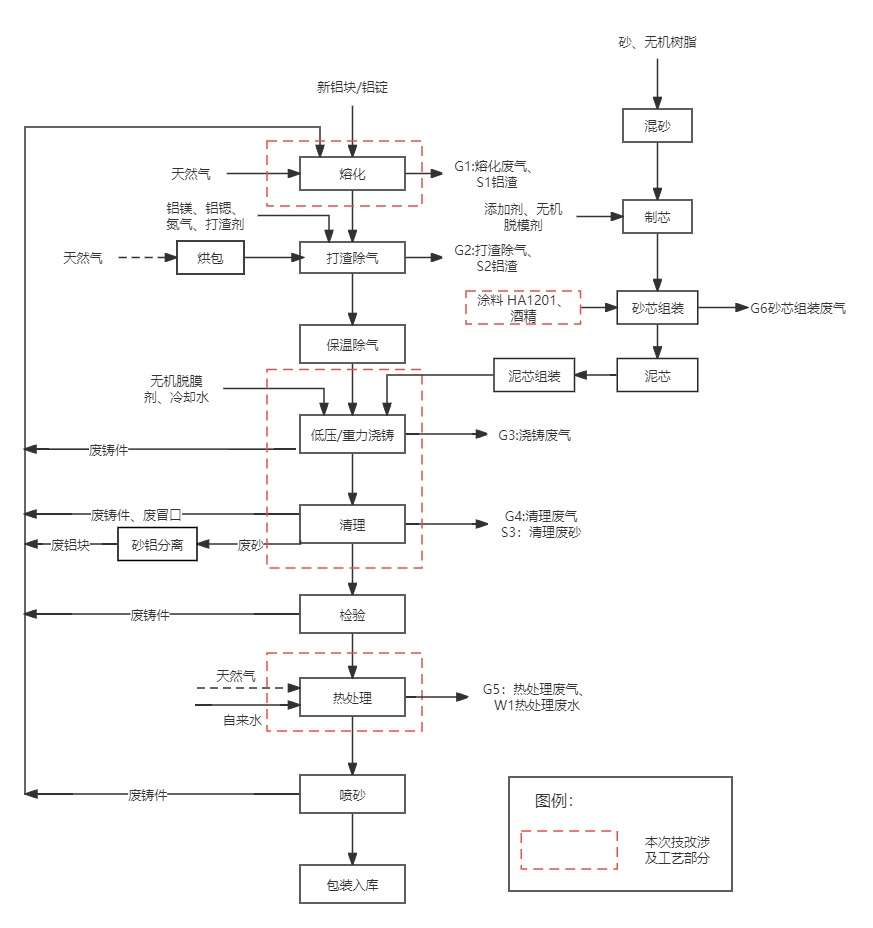 砂、无机树脂
新铝块/铝锭
混砂
天然气
熔化
G1:熔化废气、
S1铝渣
铝镁、铝锶、
氮气、打渣剂
添加剂、无机
脱模剂
制芯
天然气
烘包
打渣除气
G2:打渣除气、
S2铝渣
涂料 HA1201、
酒精
砂芯组装
G6砂芯组装废气
保温除气
无机脱膜
剂、冷却水
泥芯组装
泥芯
低压/重力浇铸
G3:浇铸废气
废铸件
废铸件、废冒口
清理
G4:清理废气
S3：清理废砂
废铝块
砂铝分离
废砂
废铸件
检验
天然气
热处理
G5：热处理废气、
W1热处理废水
自来水
废铸件
喷砂
图例：
本次技改涉
及工艺部分
包装入库